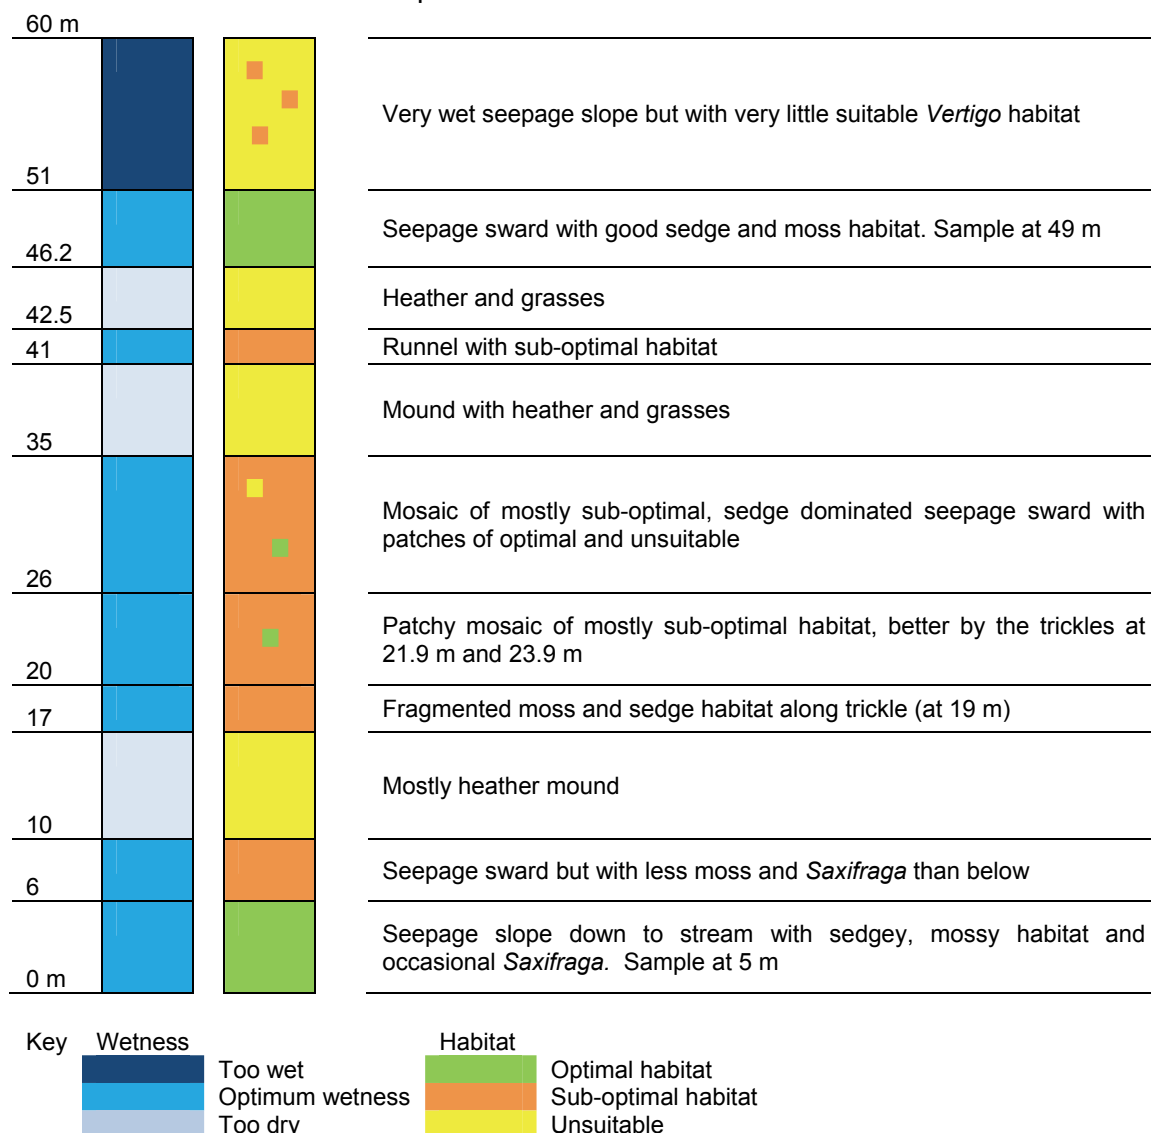 60 m
Very wet seepage slope but with very little suitable Vertigo habitat
51
Seepage sward with good sedge and moss habitat. Sample at 49 m
46.2
Heather and grasses
42.5
Runnel with sub-optimal habitat
41
Mound with heather and grasses
35
Mosaic of mostly sub-optimal, sedge dominated seepage sward with
patches of optimal and unsuitable
26
Patchy mosaic of mostly sub-optimal habitat, better by the trickles at
21.9 m and 23.9 m
20
Fragmented moss and sedge habitat along trickle (at 19 m)
17
Mostly heather mound
10
Seepage sward but with less moss and Saxifraga than below
6
Seepage slope down to stream with sedgey, mossy habitat and
occasional Saxifraga. Sample at 5 m
0 m
Key Wetness Habitat
Too wet Optimal habitat
Optimum wetness Sub-optimal habitat
Too dry Unsuitable